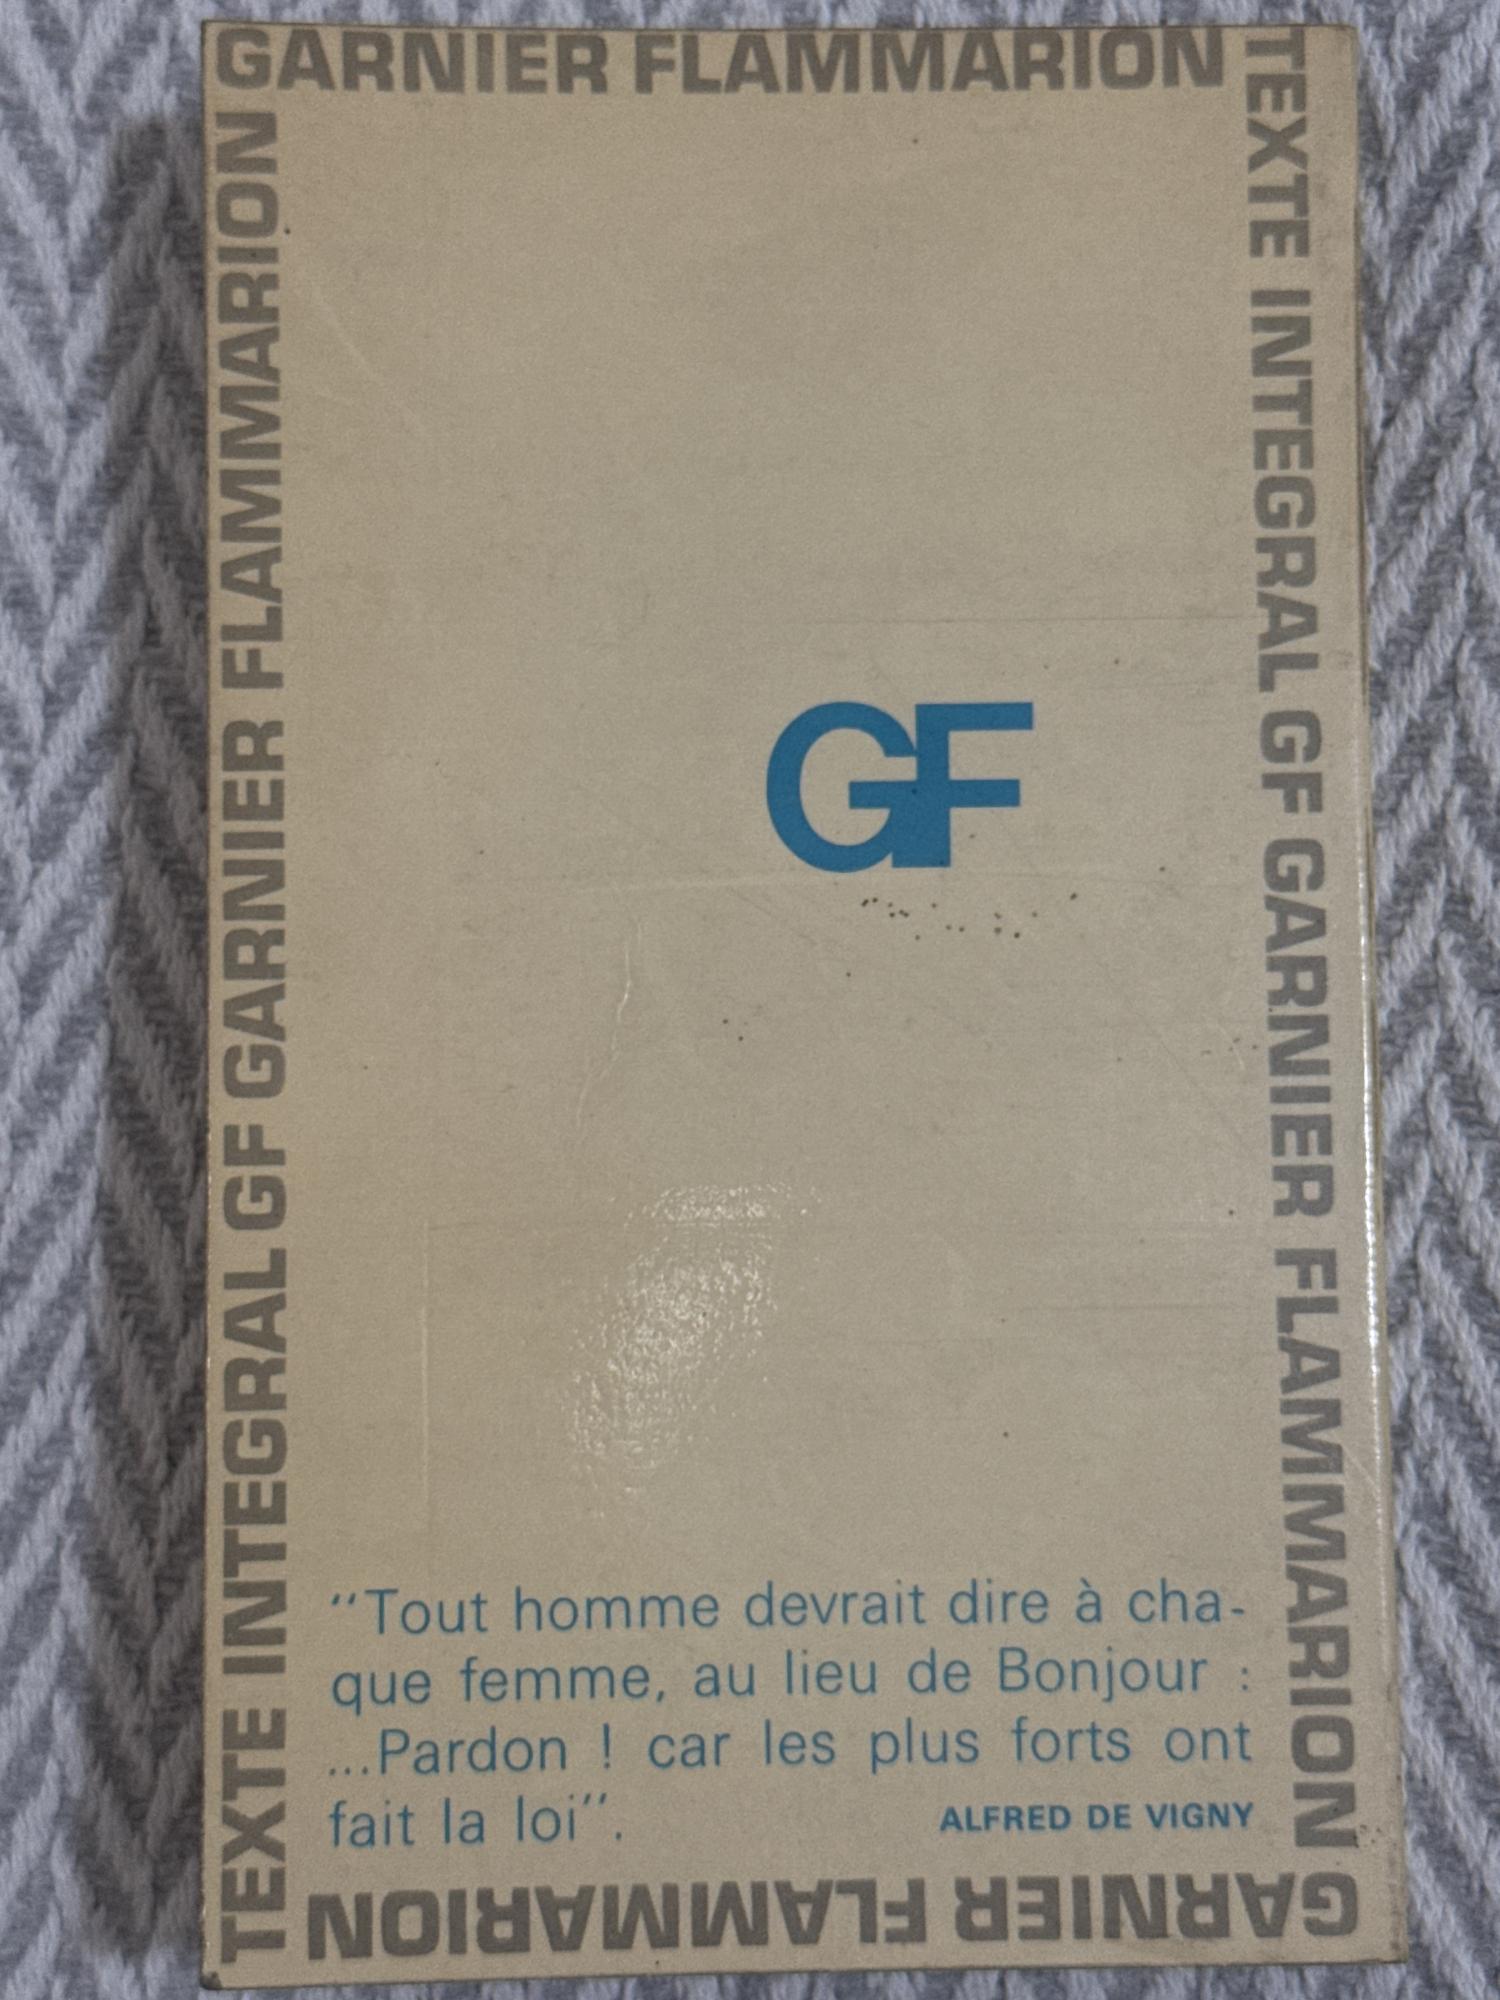 GARNIER FLAMMARION
TEXTE INTEGRAL GF GARNIER FLAMMARION
TEXTE INTEGRAL GF GARNIER FLAMMARION
GF
“Tout homme devrait dire à cha-
que femme, au lieu de Bonjour :
...Pardon ! car les plus forts ont
fait la loi”.
ALFRED DE VIGNY
GARNIER FLAMMARION